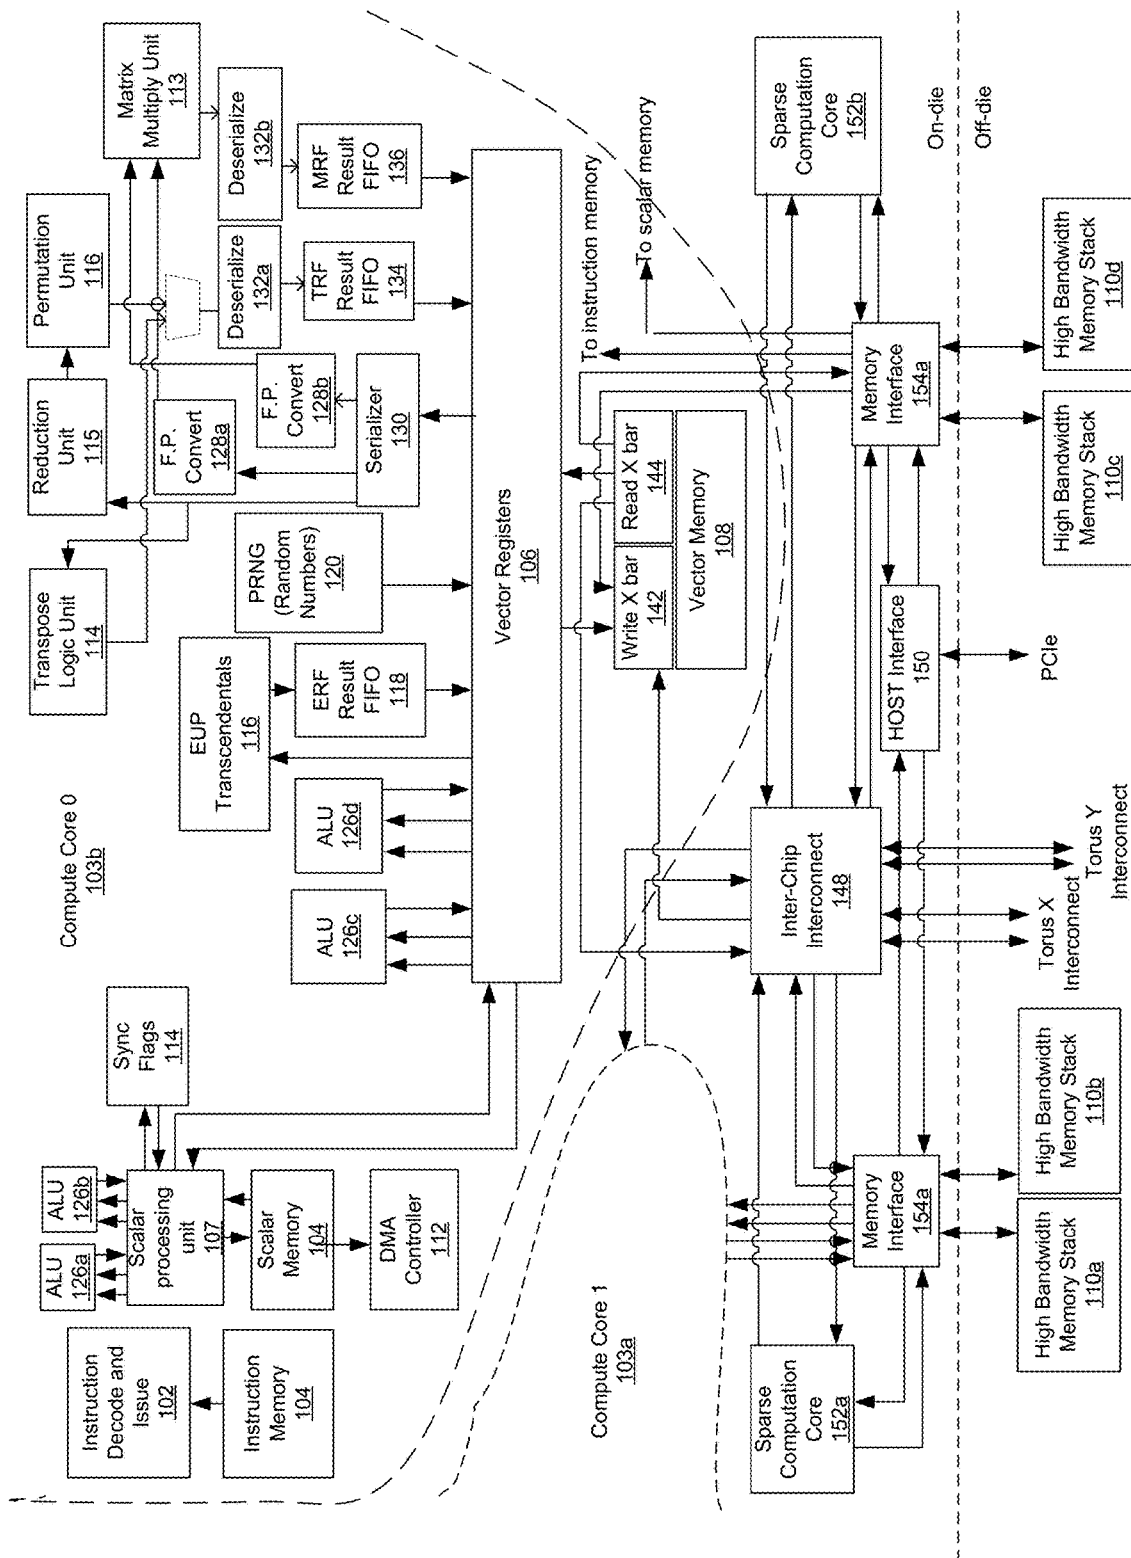 Compute Core 0
103b
Instruction
Decode and
Issue
102
Instruction
Memory
104
ALU
126a
ALU
126b
Scalar
processing
unit
107
Scalar
Memory
104
DMA
Controller
112
Sync
Flags
114
ALU
126c
ALU
126d
EUP
Transcendentals
116
ERF
Result
FIFO
118
PRNG
(Random
Numbers)
120
Transpose
Logic Unit
114
Reduction
Unit
115
Permutation
Unit
116
Matrix
Multiply Unit
113
F.P.
Convert
128a
F.P.
Convert
128b
Serializer
130
Deserialize
132a
Deserialize
132b
TRF
Result
FIFO
134
MRF
Result
FIFO
136
Vector Registers
106
Write X bar
142
Read X bar
144
Vector Memory
108
To instruction memory
To scalar memory
Compute Core 1
103a
Sparse
Computation
Core
152a
Memory
Interface
154a
Inter-Chip
Interconnect
148
HOST Interface
150
Memory
Interface
154a
Sparse
Computation
Core
152b
On-die
Off-die
High Bandwidth
Memory Stack
110a
High Bandwidth
Memory Stack
110b
Torus X
Interconnect
Torus Y
Interconnect
PCIe
High Bandwidth
Memory Stack
110c
High Bandwidth
Memory Stack
110d